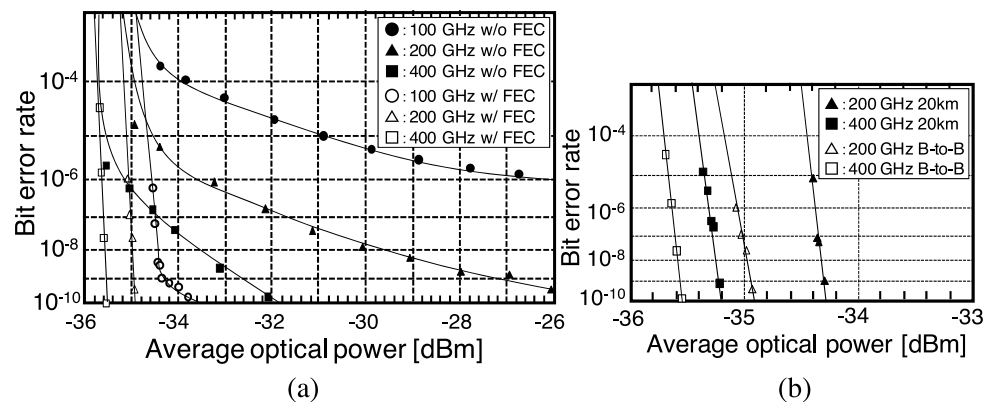 : 100 GHz w/o FEC
: 200 GHz w/o FEC
: 400 GHz w/o FEC
: 100 GHz w/ FEC
: 200 GHz w/ FEC
: 400 GHz w/ FEC
Bit error rate
10-4
10-6
10-8
10-10
-36 -34 -32 -30 -28 -26
Average optical power [dBm]
(a)
: 200 GHz 20km
: 400 GHz 20km
: 200 GHz B-to-B
: 400 GHz B-to-B
Bit error rate
10-4
10-6
10-8
10-10
-36 -35 -34 -33
Average optical power [dBm]
(b)